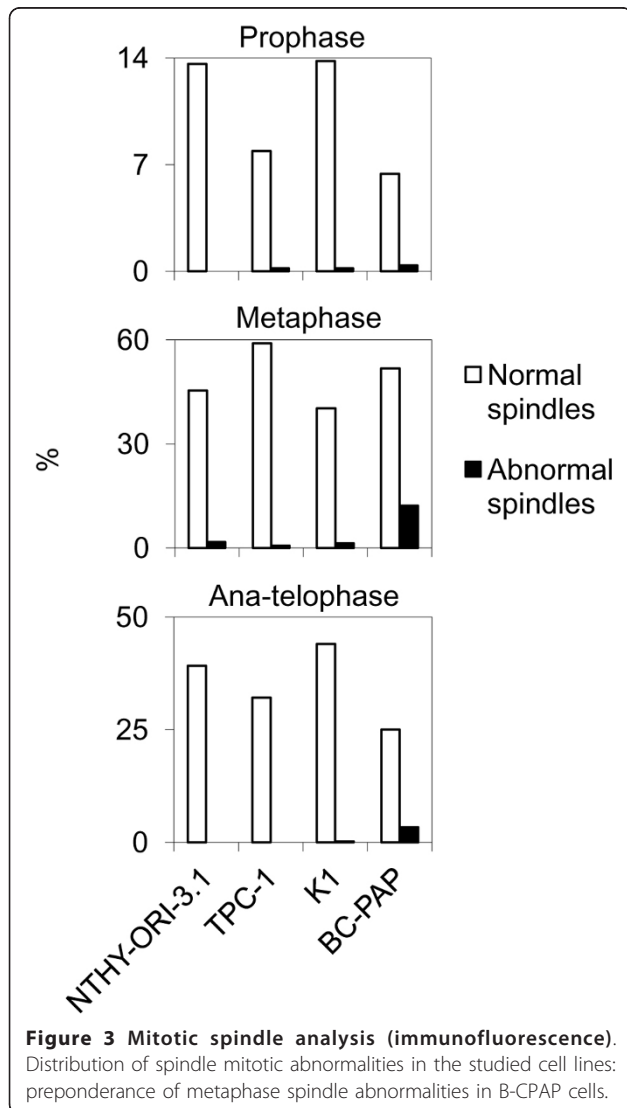 Prophase
14
7
0
Metaphase
60
30
0
%
Normal
spindles
Abnormal
spindles
Ana-telophase
50
25
0
NTHY-ORI-3.1
TPC-1
K1
BC-PAP
Figure 3 Mitotic spindle analysis (immunofluorescence).
Distribution of spindle mitotic abnormalities in the studied cell lines:
preponderance of metaphase spindle abnormalities in B-CPAP cells.